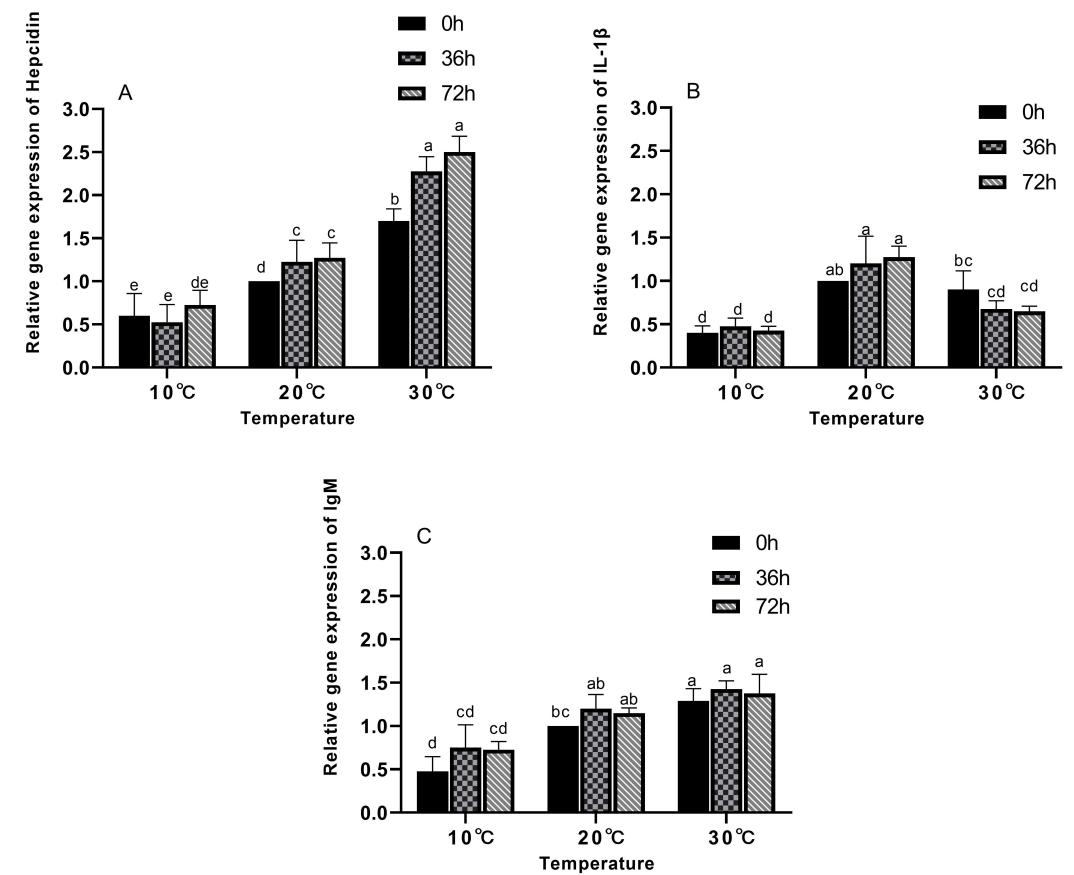 Relative gene expression of Hepcidin
A
0h
36h
72h
3.0
2.5
2.0
1.5
1.0
0.5
0.0
e e de
d c c
b a a
10℃ 20℃ 30℃
Temperature
Relative gene expression of IL-1β
B
0h
36h
72h
3.0
2.5
2.0
1.5
1.0
0.5
0.0
d d d
ab a a
bc cd cd
10℃ 20℃ 30℃
Temperature
Relative gene expression of IgM
C
0h
36h
72h
3.0
2.5
2.0
1.5
1.0
0.5
0.0
d cd cd
bc ab ab
a a a
10℃ 20℃ 30℃
Temperature